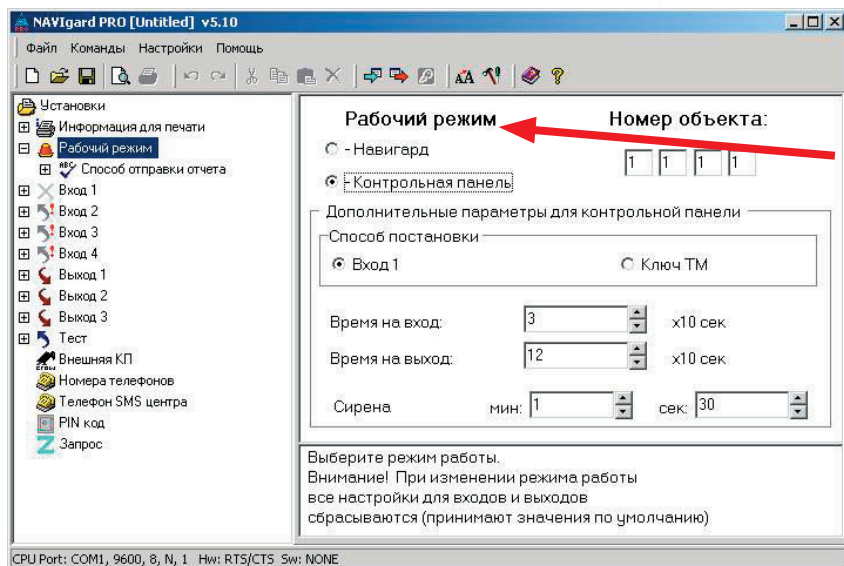 NAVIgard PRO [Untitled] v5.10
Файл Команды Настройки Помощь
Установки
Информация для печати
Рабочий режим
Способ отправки отчета
Вход 1
Вход 2
Вход 3
Вход 4
Выход 1
Выход 2
Выход 3
Тест
Внешняя КП
Номера телефонов
Телефон SMS центра
PIN код
Запрос
Рабочий режим
Номер объекта:
- Навигард
1 1 1 1
- Контрольная панель
Дополнительные параметры для контрольной панели
Способ постановки
Вход 1
Ключ ТМ
Время на вход: 3 x10 сек
Время на выход: 12 x10 сек
Сирена мин: 1 сек: 30
Выберите режим работы.
Внимание! При изменении режима работы
все настройки для входов и выходов
сбрасываются (принимают значения по умолчанию)
CPU Port: COM1, 9600, 8, N, 1 Hw: RTS/CTS Sw: NONE